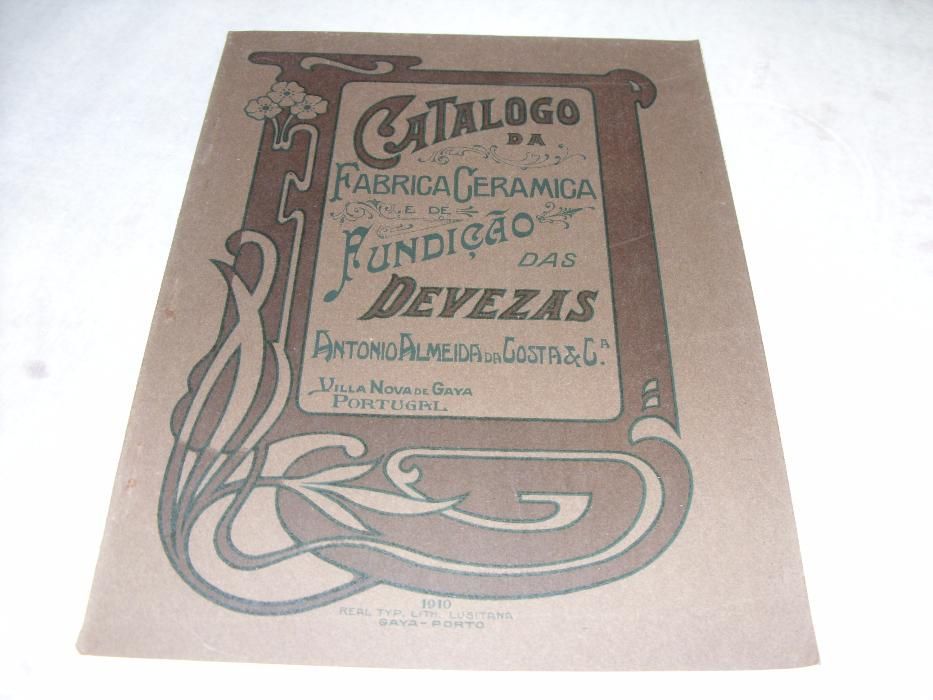 CATALOGO
DA
FABRICA CERAMICA
E DE
FUNDIÇÃO DAS
DEVEZAS
ANTONIO ALMEIDA DA COSTA & C.A
VILLA NOVA DE GAYA
PORTUGAL
1910
REAL TYP. LITH. LUSITANA
GAYA-PORTO